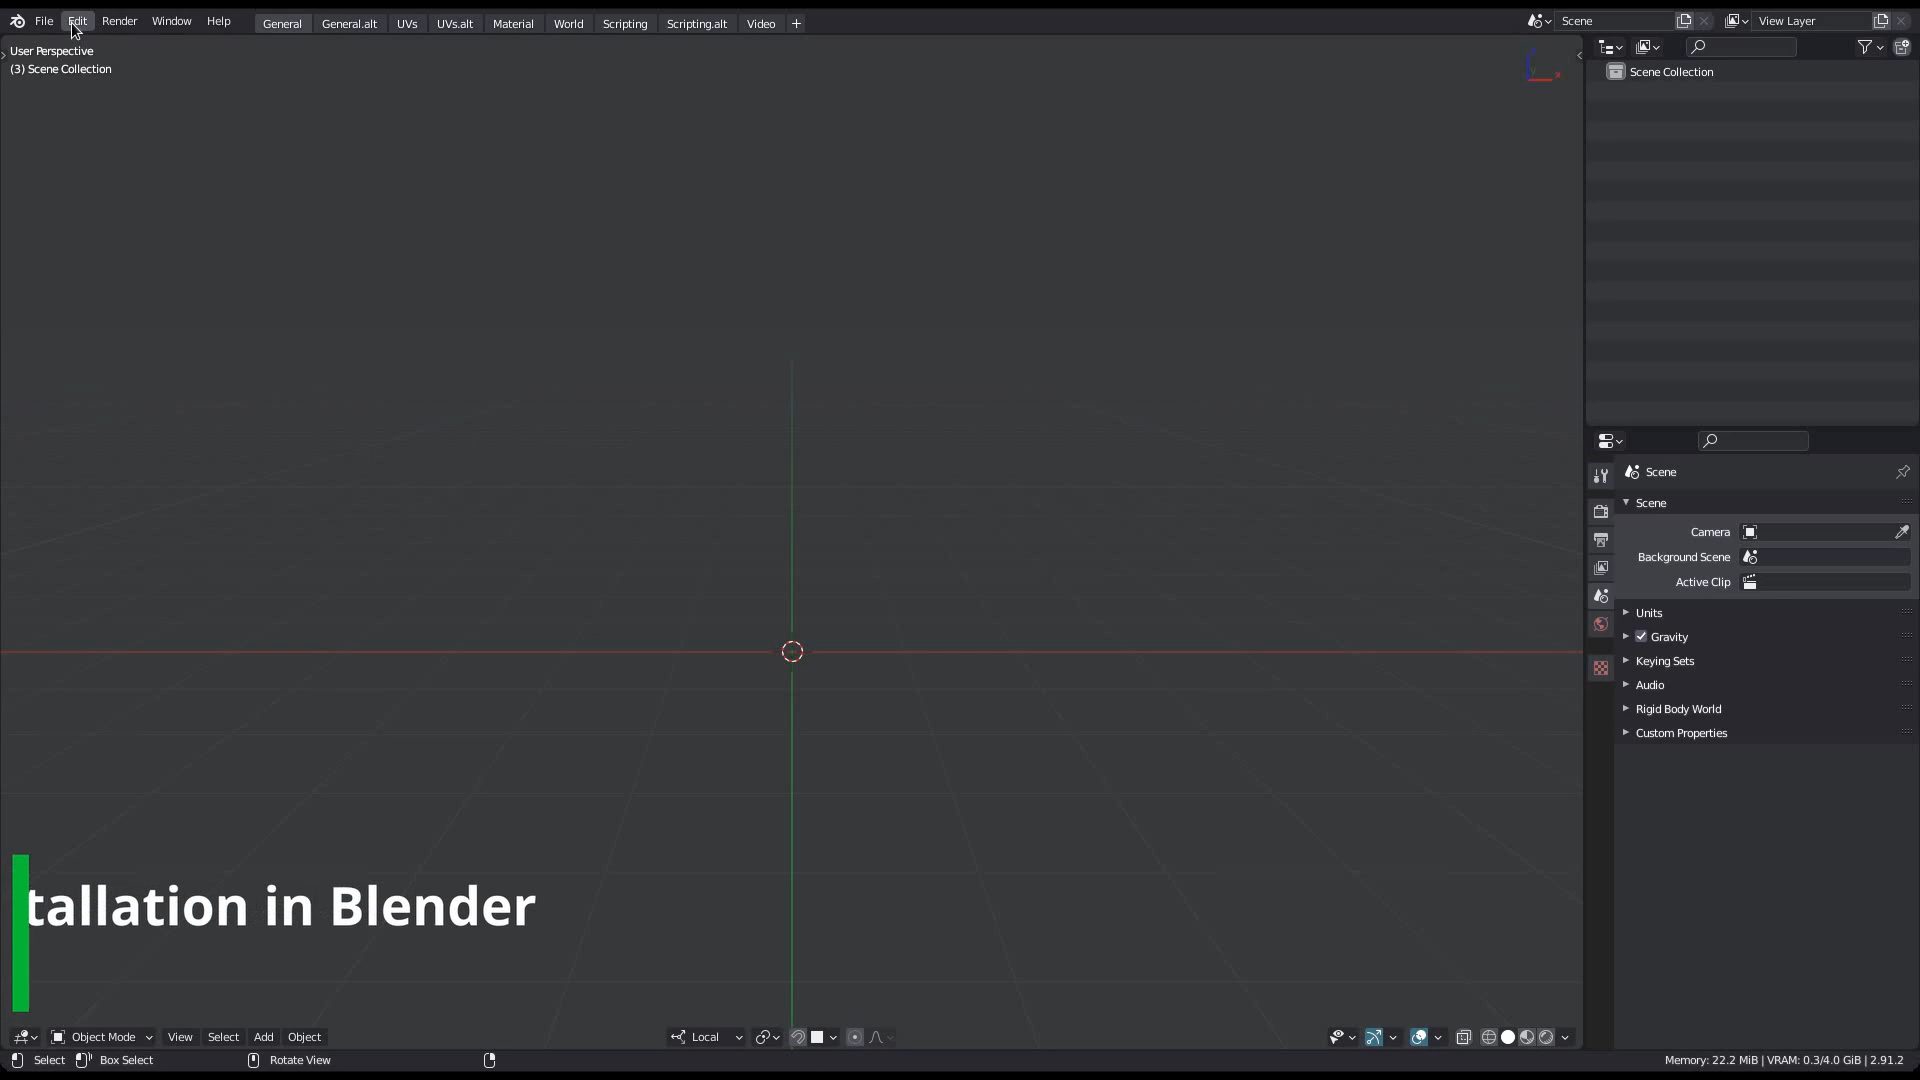 File Edit Render Window Help General General.alt UVs UVs.alt Material World Scripting Scripting.alt Video + Scene View Layer
User Perspective
(3) Scene Collection
x
Y
Scene Collection
Scene
Scene
Camera
Background Scene
Active Clip
Units
Gravity
Keying Sets
Audio
Rigid Body World
Custom Properties
tallation in Blender
Object Mode View Select Add Object Local
Select Box Select Rotate View Memory: 22.2 MiB | VRAM: 0.3/4.0 GiB | 2.91.2